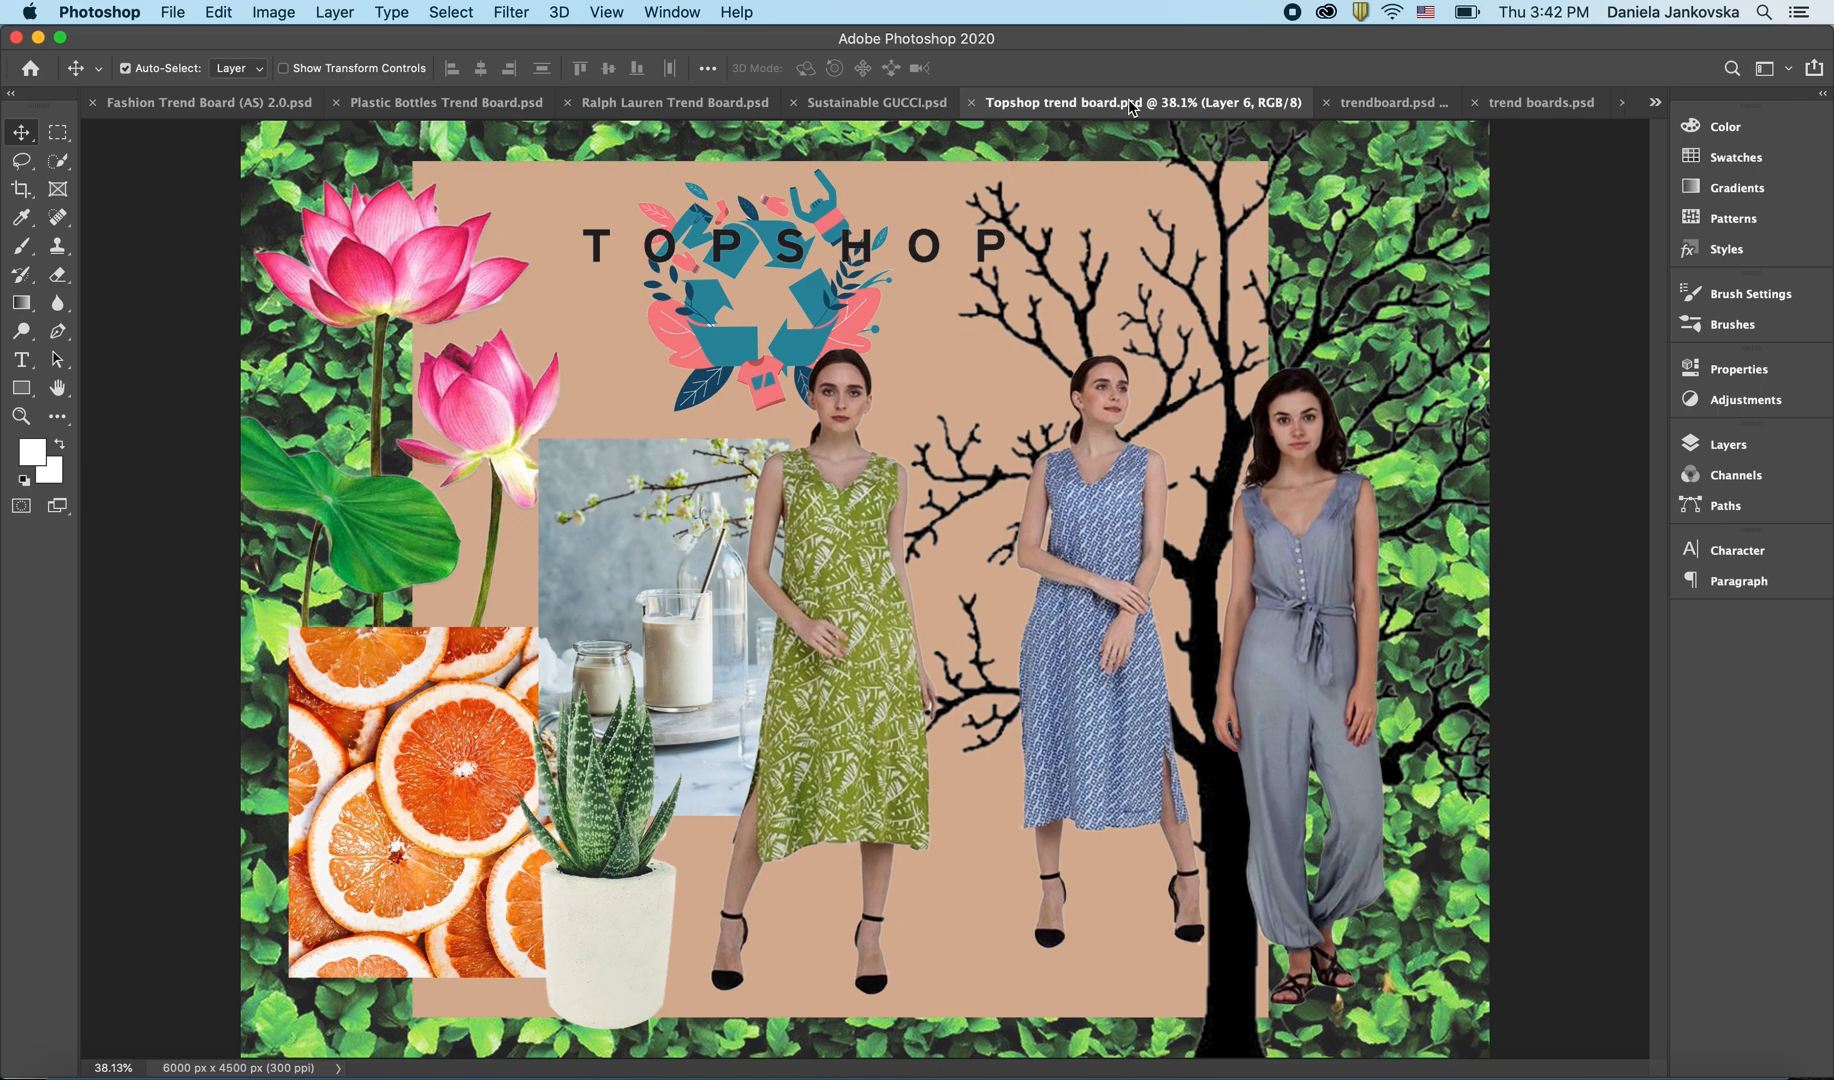 Photoshop File Edit Image Layer Type Select Filter 3D View Window Help Thu 3:42 PM Daniela Jankovska
Adobe Photoshop 2020
Auto-Select: Layer Show Transform Controls 3D Mode:
Fashion Trend Board (AS) 2.0.psd Plastic Bottles Trend Board.psd Ralph Lauren Trend Board.psd Sustainable GUCCI.psd Topshop trend board.psd @ 38.1% (Layer 6, RGB/8) trendboard.psd ... trend boards.psd
Color
Swatches
Gradients
Patterns
Styles
Brush Settings
Brushes
Properties
Adjustments
Layers
Channels
Paths
Character
Paragraph
TOPSHOP
38.13% 6000 px x 4500 px (300 ppi)